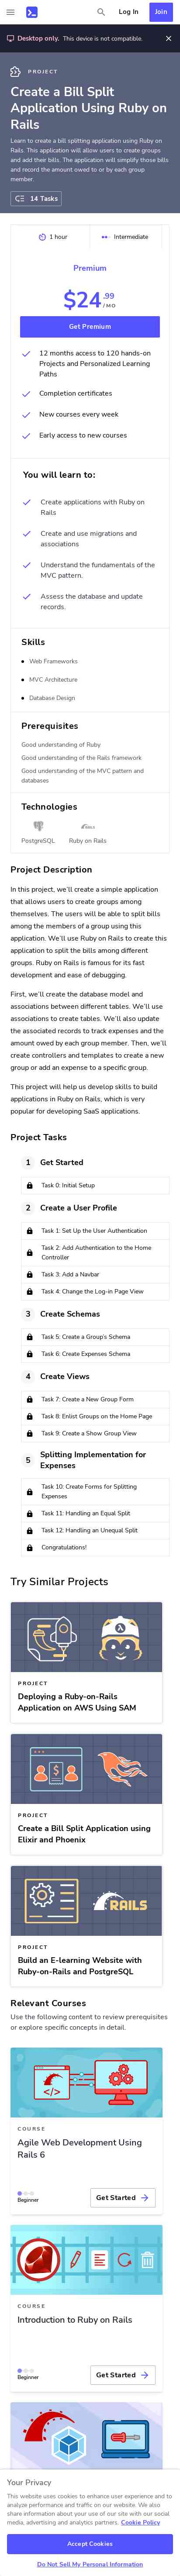 Log In
Join
Desktop only. This device is not compatible.
PROJECT
Create a Bill Split
Application Using Ruby on
Rails
Learn to create a bill splitting application using Ruby on
Rails. This application will allow users to create groups
and add their bills. The application will simplify those bills
and record the amount owed to or by each group
member.
14 Tasks
1 hour
Intermediate
Premium
$24.99
/MO
Get Premium
12 months access to 120 hands-on
Projects and Personalized Learning
Paths
Completion certificates
New courses every week
Early access to new courses
You will learn to:
Create applications with Ruby on
Rails
Create and use migrations and
associations
Understand the fundamentals of the
MVC pattern.
Assess the database and update
records.
Skills
Web Frameworks
MVC Architecture
Database Design
Prerequisites
Good understanding of Ruby
Good understanding of the Rails framework
Good understanding of the MVC pattern and
databases
Technologies
PostgreSQL
Ruby on Rails
Project Description
In this project, we'll create a simple application
that allows users to create groups among
themselves. The users will be able to split bills
among the members of a group using this
application. We'll use Ruby on Rails to create this
application to split the bills among different
groups. Ruby on Rails is famous for its fast
development and ease of debugging.
First, we'll create the database model and
associations between different tables. We'll use
associations to create tables. We'll also update
the associated records to track expenses and the
amount owed by each group member. Then, we'll
create controllers and templates to create a new
group or add an expense to a specific group.
This project will help us develop skills to build
applications in Ruby on Rails, which is very
popular for developing SaaS applications.
Project Tasks
1 Get Started
Task 0: Initial Setup
2 Create a User Profile
Task 1: Set Up the User Authentication
Task 2: Add Authentication to the Home
Controller
Task 3: Add a Navbar
Task 4: Change the Log-in Page View
3 Create Schemas
Task 5: Create a Group's Schema
Task 6: Create Expenses Schema
4 Create Views
Task 7: Create a New Group Form
Task 8: Enlist Groups on the Home Page
Task 9: Create a Show Group View
5 Splitting Implementation for
Expenses
Task 10: Create Forms for Splitting
Expenses
Task 11: Handling an Equal Split
Task 12: Handling an Unequal Split
Congratulations!
Try Similar Projects
PROJECT
Deploying a Ruby-on-Rails
Application on AWS Using SAM
PROJECT
Create a Bill Split Application using
Elixir and Phoenix
RAILS
PROJECT
Build an E-learning Website with
Ruby-on-Rails and PostgreSQL
Relevant Courses
Use the following content to review prerequisites
or explore specific concepts in detail.
COURSE
Agile Web Development Using
Rails 6
Beginner
Get Started
COURSE
Introduction to Ruby on Rails
Beginner
Get Started
Your Privacy
This website uses cookies to enhance user experience and
to analyze performance and traffic on our website. We also
share information about your use of our site with our social
media, advertising and analytics partners. Cookie Policy
Accept Cookies
Do Not Sell My Personal Information